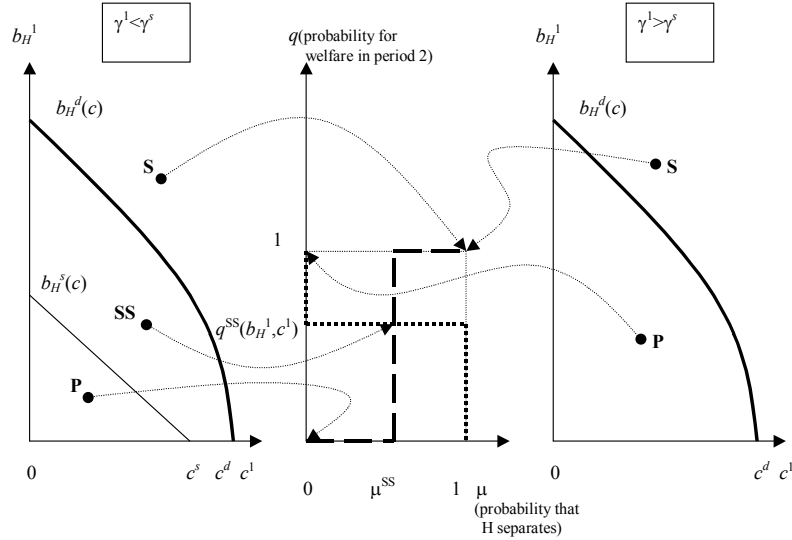 γ¹<γˢ
b_H¹
b_H^d(c)
S
b_H^s(c)
SS
P
0
cˢ c^d c¹
q(probability for
welfare in period 2)
1
q^SS(b_H¹,c¹)
0 μ^SS 1 μ
(probability that
H separates)
γ¹>γˢ
b_H¹
b_H^d(c)
S
P
0
c^d c¹